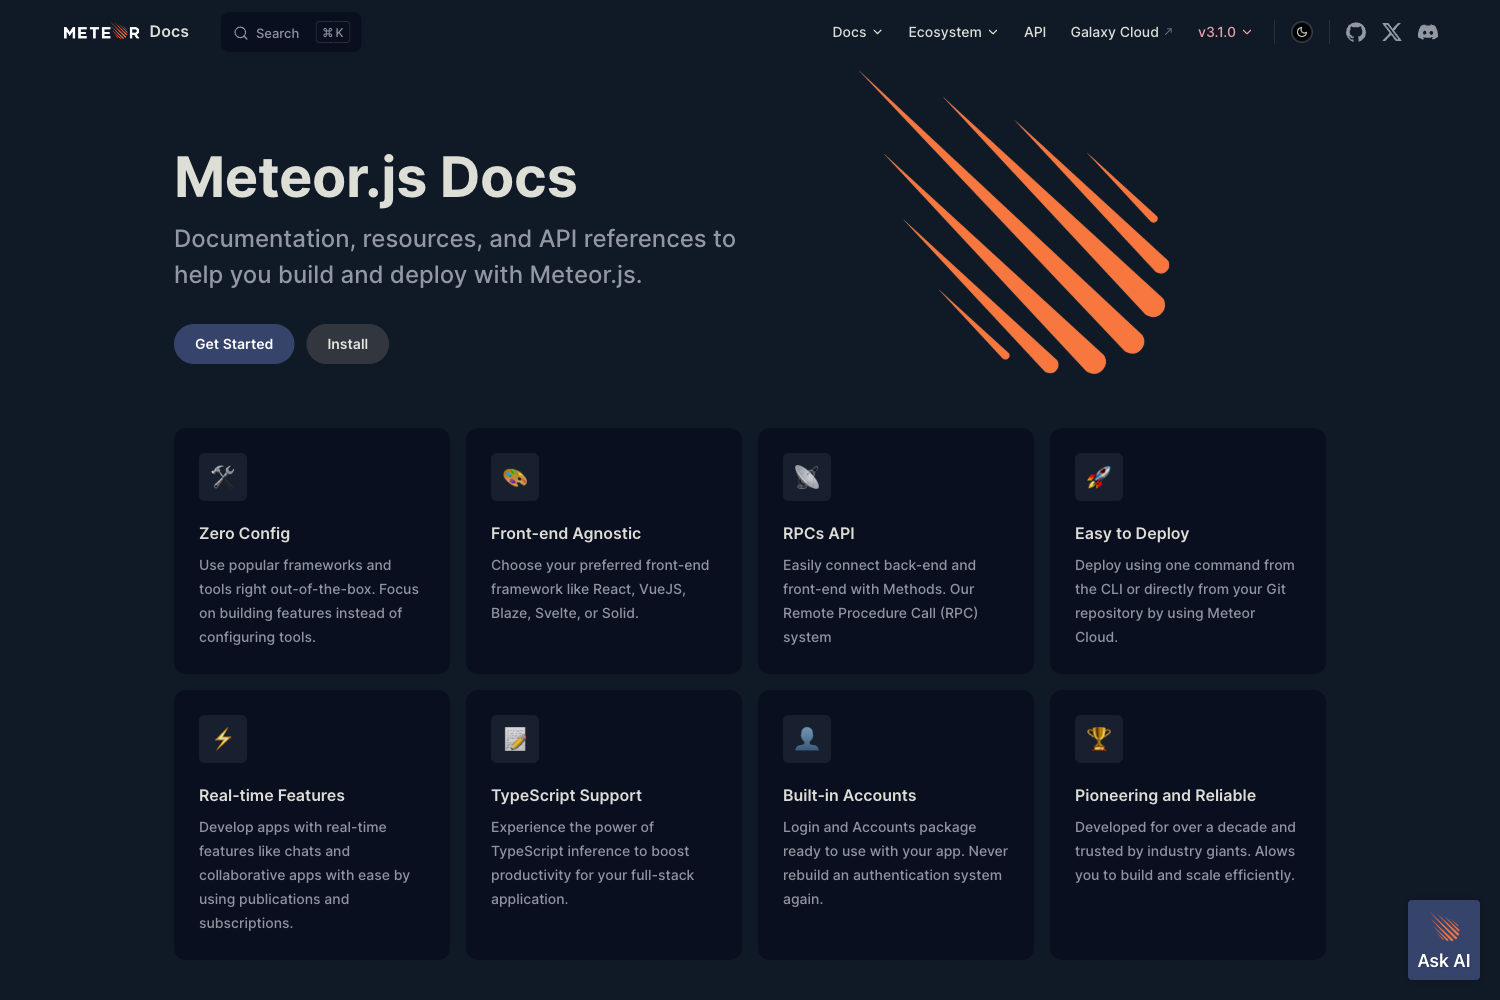 METEOR Docs
Search
⌘ K
Docs
Ecosystem
API
Galaxy Cloud
v3.1.0
Meteor.js Docs
Documentation, resources, and API references to
help you build and deploy with Meteor.js.
Get Started
Install
Zero Config
Use popular frameworks and
tools right out-of-the-box. Focus
on building features instead of
configuring tools.
Front-end Agnostic
Choose your preferred front-end
framework like React, VueJS,
Blaze, Svelte, or Solid.
RPCs API
Easily connect back-end and
front-end with Methods. Our
Remote Procedure Call (RPC)
system
Easy to Deploy
Deploy using one command from
the CLI or directly from your Git
repository by using Meteor
Cloud.
Real-time Features
Develop apps with real-time
features like chats and
collaborative apps with ease by
using publications and
subscriptions.
TypeScript Support
Experience the power of
TypeScript inference to boost
productivity for your full-stack
application.
Built-in Accounts
Login and Accounts package
ready to use with your app. Never
rebuild an authentication system
again.
Pioneering and Reliable
Developed for over a decade and
trusted by industry giants. Alows
you to build and scale efficiently.
Ask AI